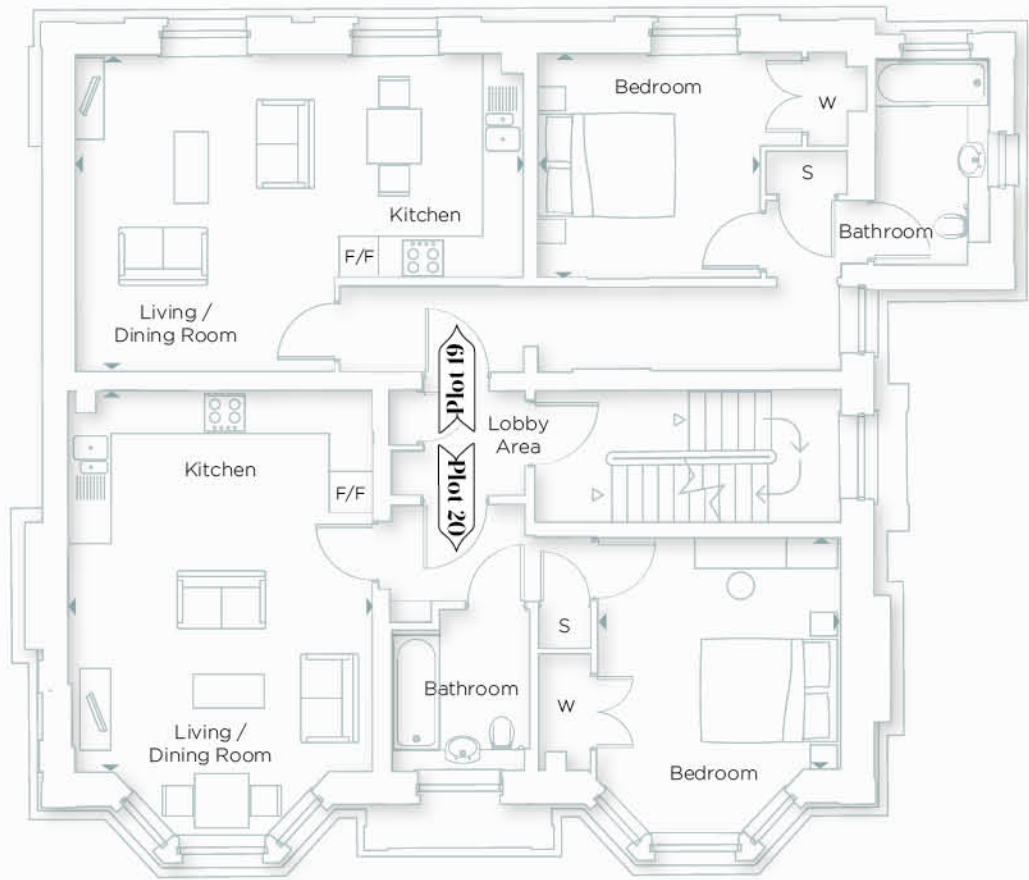 Bedroom
W
S
Kitchen
F/F
Bathroom
Living /
Dining Room
Plot 19
Lobby
Area
Plot 20
Kitchen
F/F
S
Bathroom
W
Living /
Dining Room
Bedroom